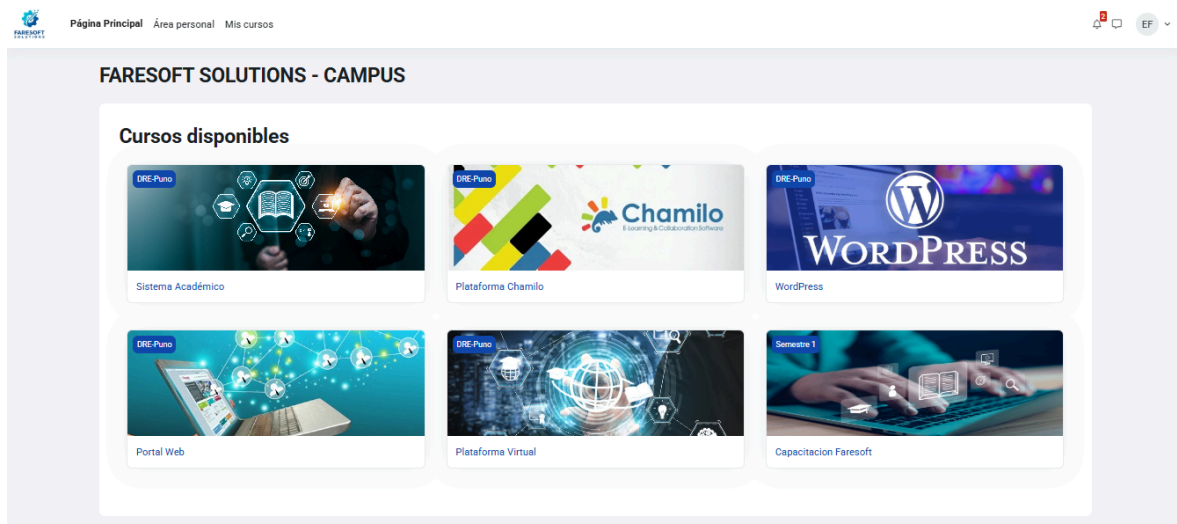 FARESOFT
SOLUTIONS
Página Principal Área personal Mis cursos
2
EF
FARESOFT SOLUTIONS - CAMPUS
Cursos disponibles
DRE-Puno
DRE-Puno
Chamilo
E-Learning & Collaboration Software
DRE-Puno
WORDPRESS
Sistema Académico
Plataforma Chamilo
WordPress
DRE-Puno
DRE-Puno
Semestre 1
Portal Web
Plataforma Virtual
Capacitacion Faresoft